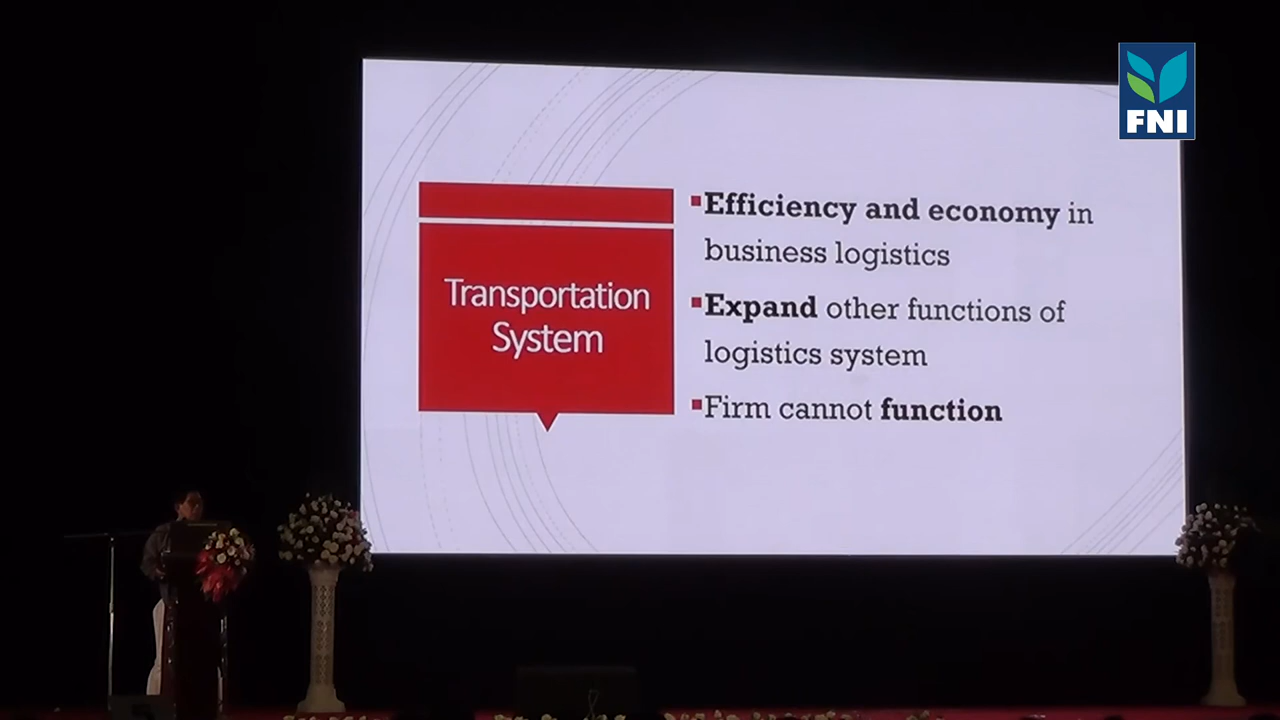 FNI
Transportation
System
▪Efficiency and economy in
business logistics
▪Expand other functions of
logistics system
▪Firm cannot function